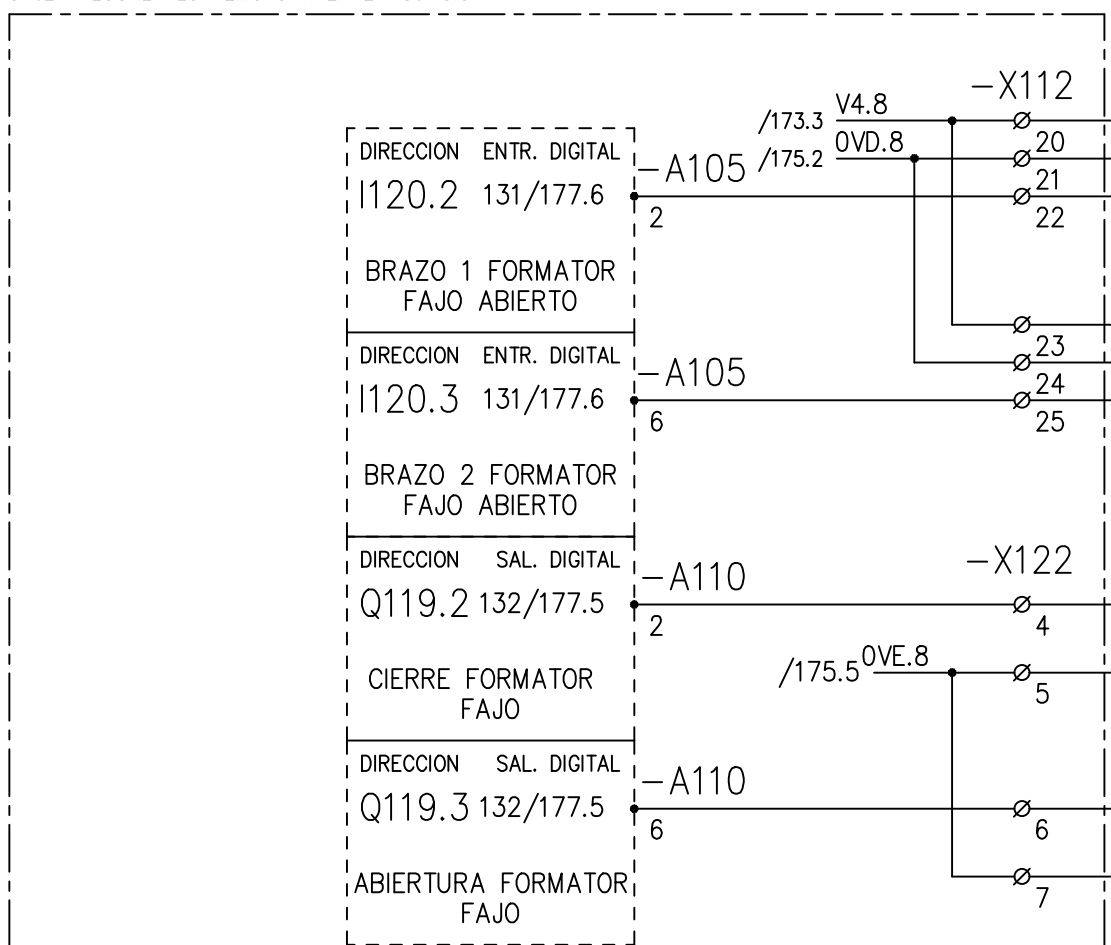 -X112
/173.3 V4.8
20
/175.2 0VD.8
21
DIRECCION ENTR. DIGITAL
-A105
I120.2 131/177.6
2
22
BRAZO 1 FORMATOR
FAJO ABIERTO
23
DIRECCION ENTR. DIGITAL
24
-A105
I120.3 131/177.6
6
25
BRAZO 2 FORMATOR
FAJO ABIERTO
DIRECCION SAL. DIGITAL
-X122
-A110
Q119.2 132/177.5
2
4
/175.5 0VE.8
5
CIERRE FORMATOR
FAJO
DIRECCION SAL. DIGITAL
-A110
Q119.3 132/177.5
6
6
ABIERTURA FORMATOR
FAJO
7